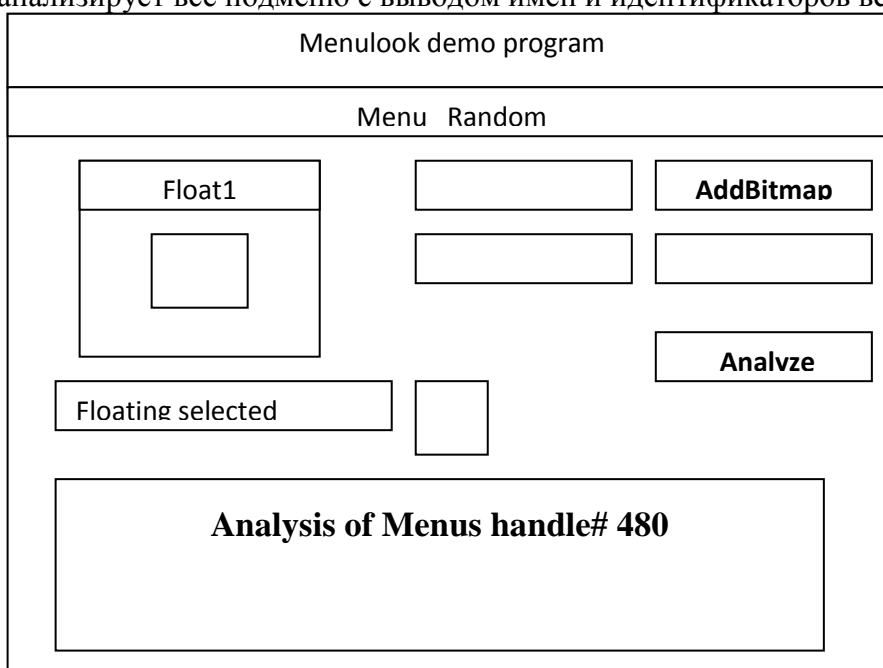 анализирует все подменю с выводом имен и идентификаторов
Menulook demo program
Menu Random
Float1
AddBitmap
Analyze
Floating selected
Analysis of Menus handle# 480